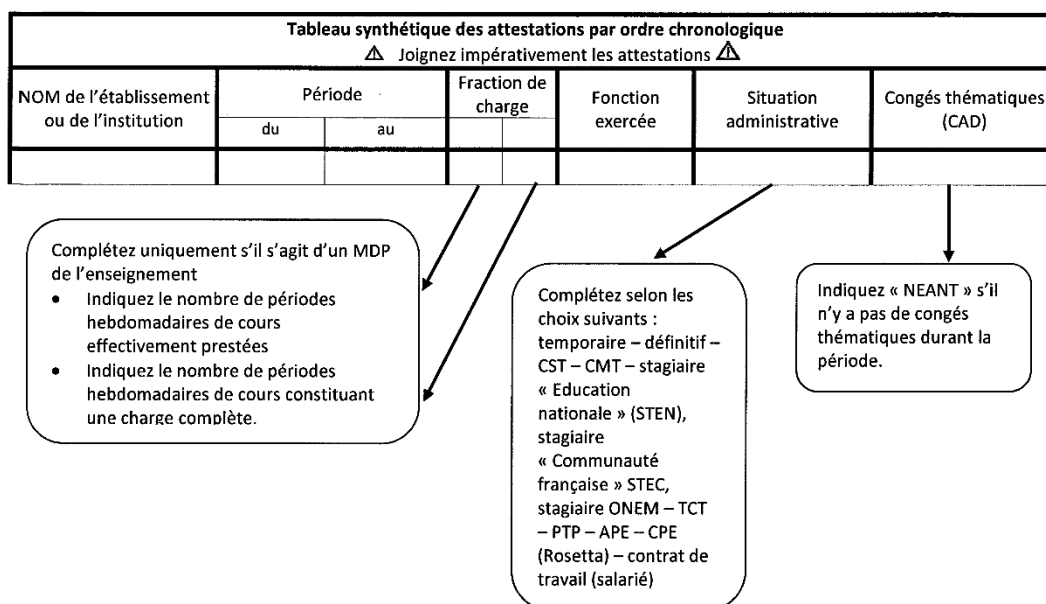 Tableau synthétique des attestations par ordre chronologique
⚠ Joignez impérativement les attestations ⚠
NOM de l'établissement
ou de l'institution
Période
du
au
Fraction de
charge
Fonction
exercée
Situation
administrative
Congés thématiques
(CAD)
Complétez uniquement s'il s'agit d'un MDP
de l'enseignement
• Indiquez le nombre de périodes
hebdomadaires de cours
effectivement prestées
• Indiquez le nombre de périodes
hebdomadaires de cours constituant
une charge complète.
Complétez selon les
choix suivants :
temporaire – définitif –
CST – CMT – stagiaire
« Education
nationale » (STEN),
stagiaire
« Communauté
française » STEC,
stagiaire ONEM – TCT
– PTP – APE – CPE
(Rosetta) – contrat de
travail (salarié)
Indiquez « NEANT » s'il
n'y a pas de congés
thématiques durant la
période.